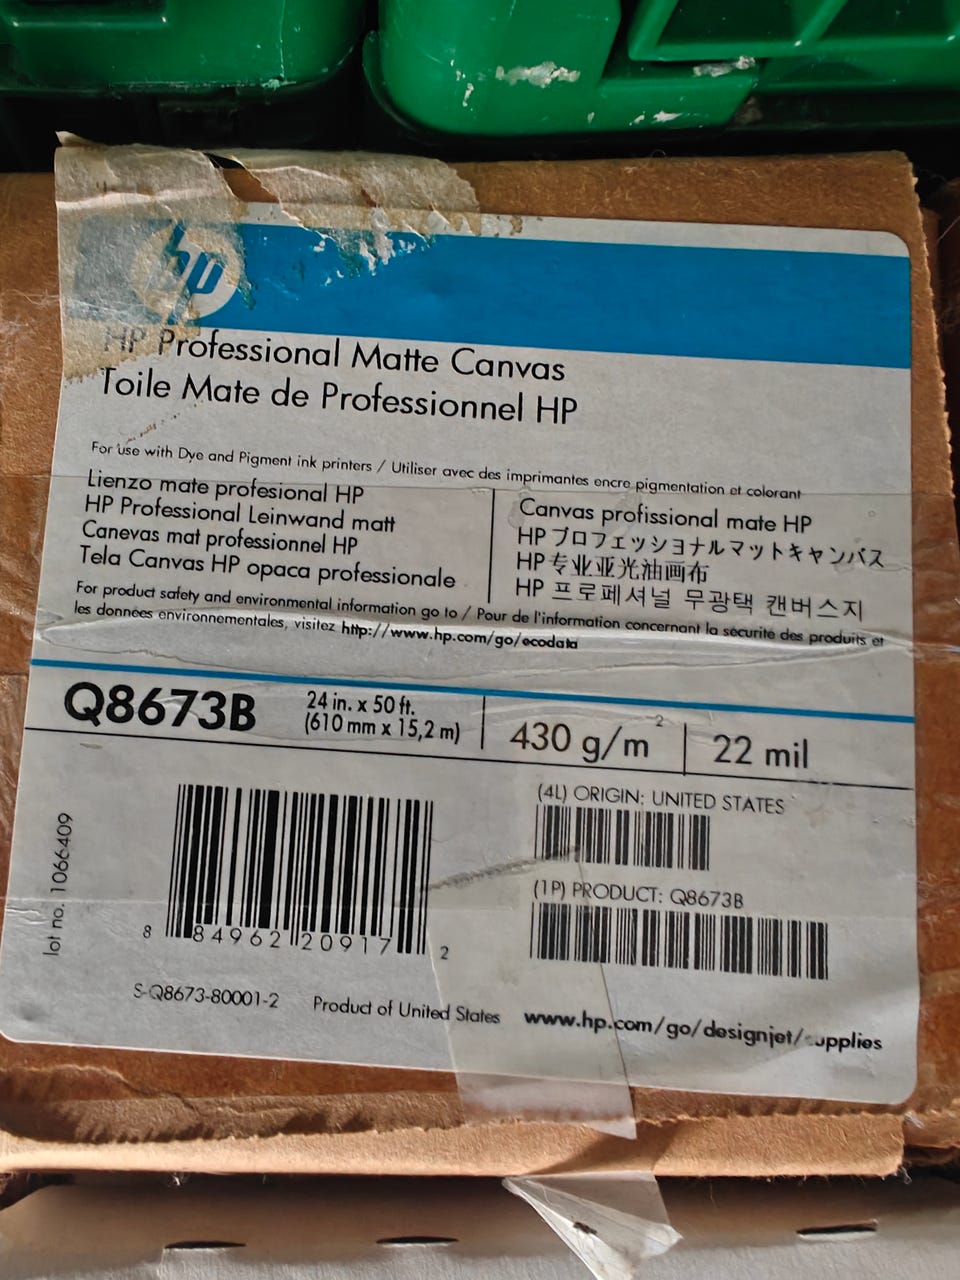 hp
HP Professional Matte Canvas
Toile Mate de Professionnel HP
For use with Dye and Pigment ink printers / Utiliser avec des imprimantes encre pigmentation et colorant
Lienzo mate profesional HP
HP Professional Leinwand matt
Canevas mat professionnel HP
Tela Canvas HP opaca professionale
Canvas profissional mate HP
HP プロフェッショナルマットキャンバス
HP 专业亚光油画布
HP 프로페셔널 무광택 캔버스지
For product safety and environmental information go to / Pour de l'information concernant la sécurité des produits et
les données environnementales, visitez http://www.hp.com/go/ecodata
Q8673B
24 in. x 50 ft.
(610 mm x 15,2 m)
430 g/m²
22 mil
lot no. 1066409
8 84962 20917 2
(4L) ORIGIN: UNITED STATES
(1P) PRODUCT: Q8673B
S-Q8673-80001-2
Product of United States
www.hp.com/go/designjet/supplies